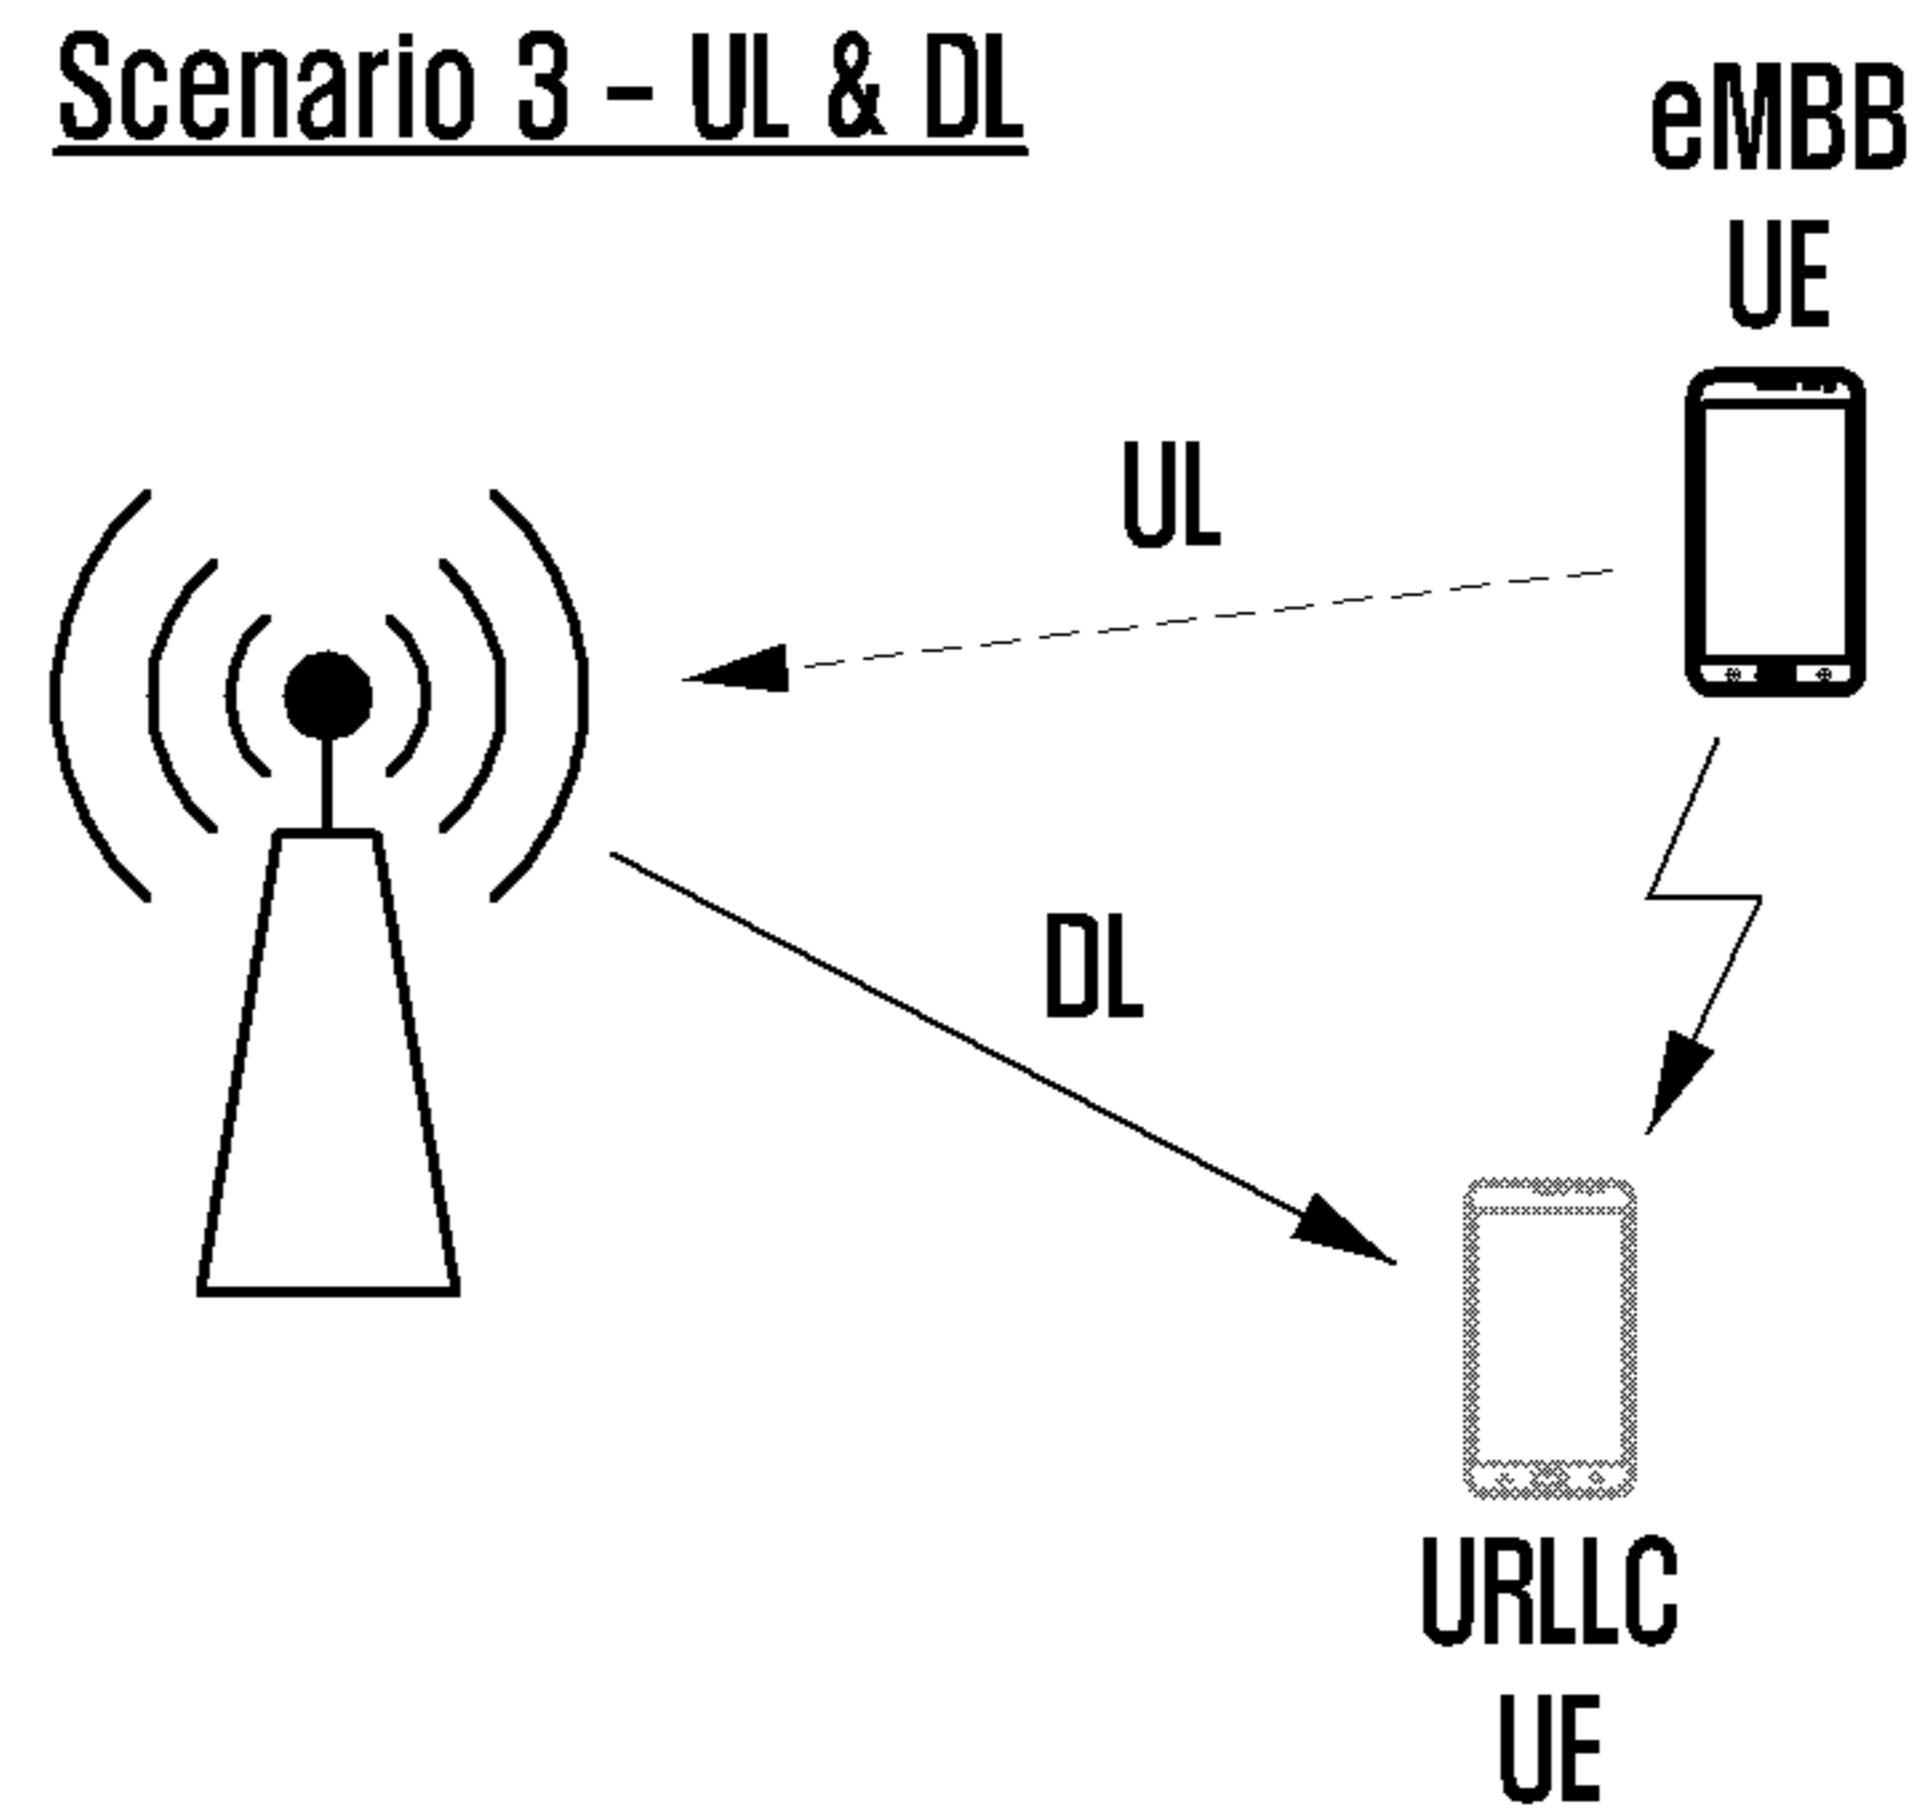 Scenario 3 – UL & DL
eMBB
UE
UL
DL
URLLC
UE